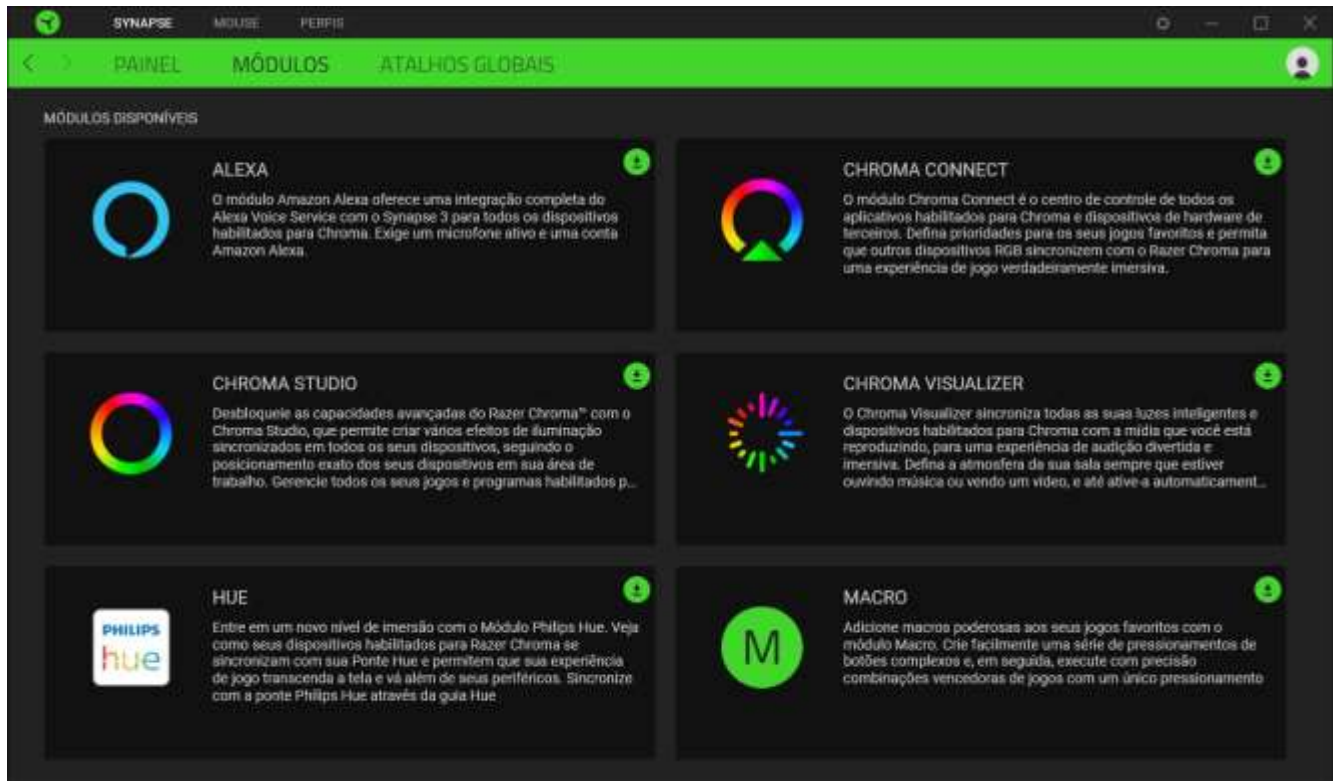 SYNAPSE MOUSE PERFIS
PAINEL MÓDULOS ATALHOS GLOBAIS
MÓDULOS DISPONÍVEIS
ALEXA
O módulo Amazon Alexa oferece uma integração completa do
Alexa Voice Service com o Synapse 3 para todos os dispositivos
habilitados para Chroma. Exige um microfone ativo e uma conta
Amazon Alexa.
CHROMA CONNECT
O módulo Chroma Connect é o centro de controle de todos os
aplicativos habilitados para Chroma e dispositivos de hardware de
terceiros. Defina prioridades para os seus jogos favoritos e permita
que outros dispositivos RGB sincronizem com o Razer Chroma para
uma experiência de jogo verdadeiramente imersiva.
CHROMA STUDIO
Desbloqueie as capacidades avançadas do Razer Chroma™ com o
Chroma Studio, que permite criar vários efeitos de iluminação
sincronizados em todos os seus dispositivos, seguindo o
posicionamento exato dos seus dispositivos em sua área de
trabalho. Gerencie todos os seus jogos e programas habilitados p...
CHROMA VISUALIZER
O Chroma Visualizer sincroniza todas as suas luzes inteligentes e
dispositivos habilitados para Chroma com a mídia que você está
reproduzindo, para uma experiência de audição divertida e
imersiva. Defina a atmosfera da sua sala sempre que estiver
ouvindo música ou vendo um vídeo, e até ative-a automaticament...
PHILIPS
hue
HUE
Entre em um novo nível de imersão com o Módulo Philips Hue. Veja
como seus dispositivos habilitados para Razer Chroma se
sincronizam com sua Ponte Hue e permitem que sua experiência
de jogo transcenda a tela e vá além de seus periféricos. Sincronize
com a ponte Philips Hue através da guia Hue
M
MACRO
Adicione macros poderosas aos seus jogos favoritos com o
módulo Macro. Crie facilmente uma série de pressionamentos de
botões complexos e, em seguida, execute com precisão
combinações vencedoras de jogos com um único pressionamento